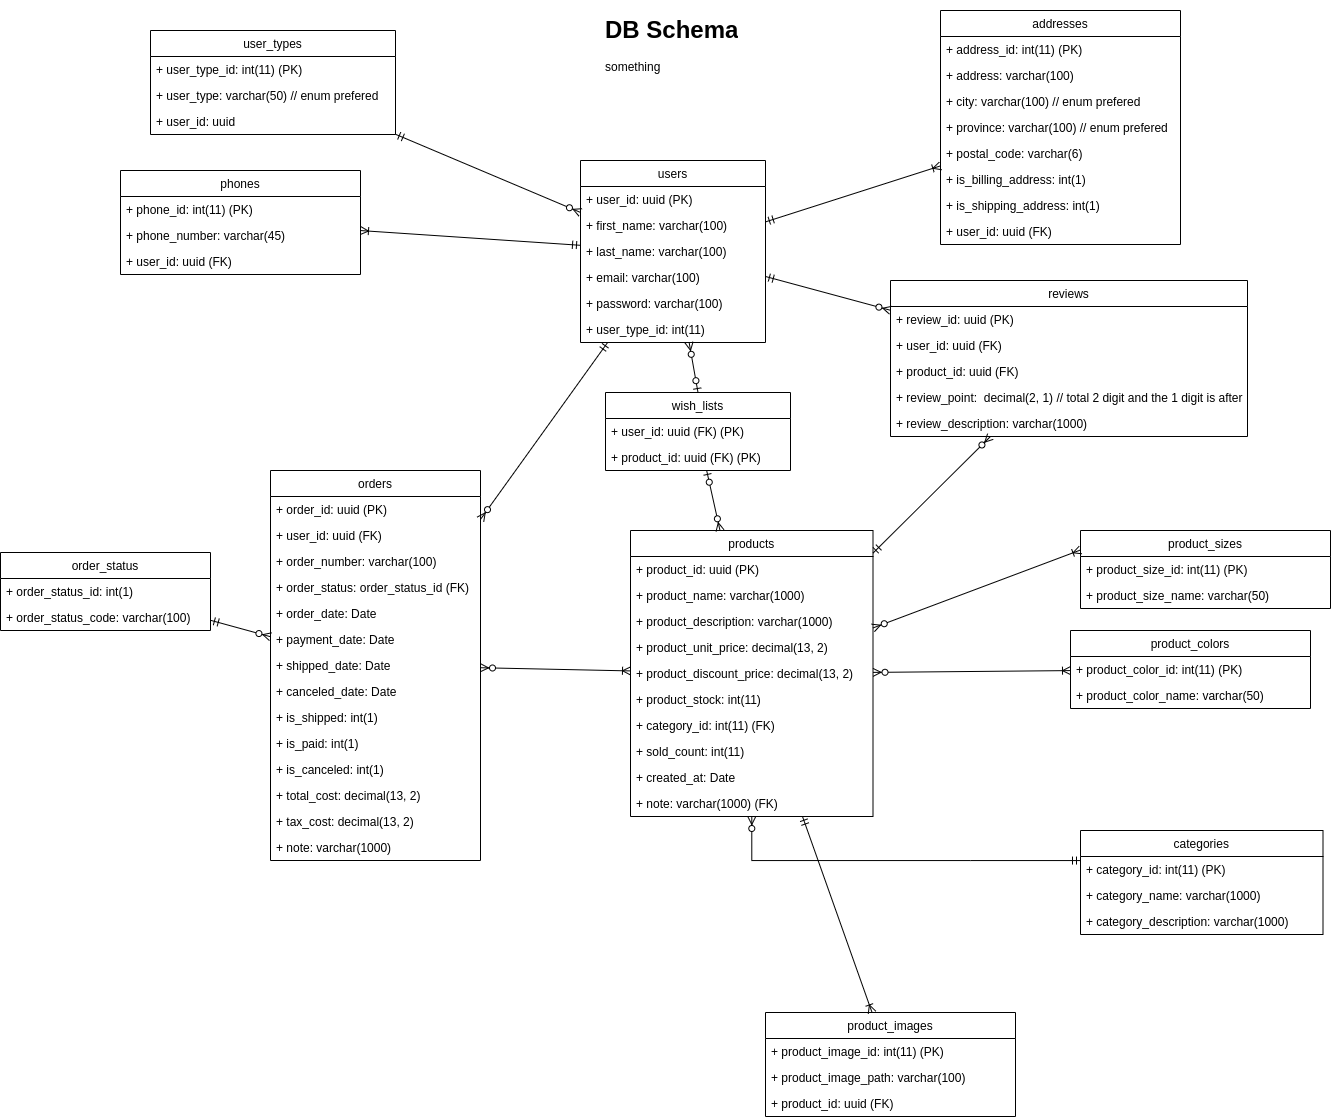 DB Schema
something
user_types
+ user_type_id: int(11) (PK)
+ user_type: varchar(50) // enum prefered
+ user_id: uuid
phones
+ phone_id: int(11) (PK)
+ phone_number: varchar(45)
+ user_id: uuid (FK)
users
+ user_id: uuid (PK)
+ first_name: varchar(100)
+ last_name: varchar(100)
+ email: varchar(100)
+ password: varchar(100)
+ user_type_id: int(11)
addresses
+ address_id: int(11) (PK)
+ address: varchar(100)
+ city: varchar(100) // enum prefered
+ province: varchar(100) // enum prefered
+ postal_code: varchar(6)
+ is_billing_address: int(1)
+ is_shipping_address: int(1)
+ user_id: uuid (FK)
reviews
+ review_id: uuid (PK)
+ user_id: uuid (FK)
+ product_id: uuid (FK)
+ review_point:  decimal(2, 1) // total 2 digit and the 1 digit is after
+ review_description: varchar(1000)
wish_lists
+ user_id: uuid (FK) (PK)
+ product_id: uuid (FK) (PK)
orders
+ order_id: uuid (PK)
+ user_id: uuid (FK)
+ order_number: varchar(100)
+ order_status: order_status_id (FK)
+ order_date: Date
+ payment_date: Date
+ shipped_date: Date
+ canceled_date: Date
+ is_shipped: int(1)
+ is_paid: int(1)
+ is_canceled: int(1)
+ total_cost: decimal(13, 2)
+ tax_cost: decimal(13, 2)
+ note: varchar(1000)
order_status
+ order_status_id: int(1)
+ order_status_code: varchar(100)
products
+ product_id: uuid (PK)
+ product_name: varchar(1000)
+ product_description: varchar(1000)
+ product_unit_price: decimal(13, 2)
+ product_discount_price: decimal(13, 2)
+ product_stock: int(11)
+ category_id: int(11) (FK)
+ sold_count: int(11)
+ created_at: Date
+ note: varchar(1000) (FK)
product_sizes
+ product_size_id: int(11) (PK)
+ product_size_name: varchar(50)
product_colors
+ product_color_id: int(11) (PK)
+ product_color_name: varchar(50)
categories
+ category_id: int(11) (PK)
+ category_name: varchar(1000)
+ category_description: varchar(1000)
product_images
+ product_image_id: int(11) (PK)
+ product_image_path: varchar(100)
+ product_id: uuid (FK)